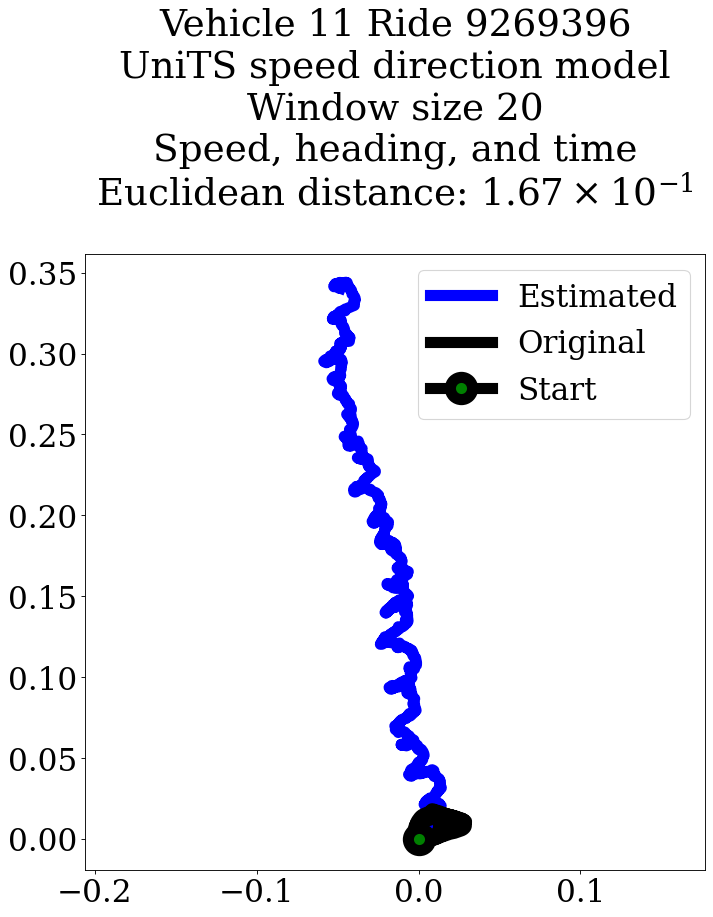 Vehicle 11 Ride 9269396
UniTS speed direction model
Window size 20
Speed, heading, and time
Euclidean distance: 1.67 × 10⁻¹
0.35
0.30
0.25
0.20
0.15
0.10
0.05
0.00
Estimated
Original
Start
−0.2
−0.1
0.0
0.1